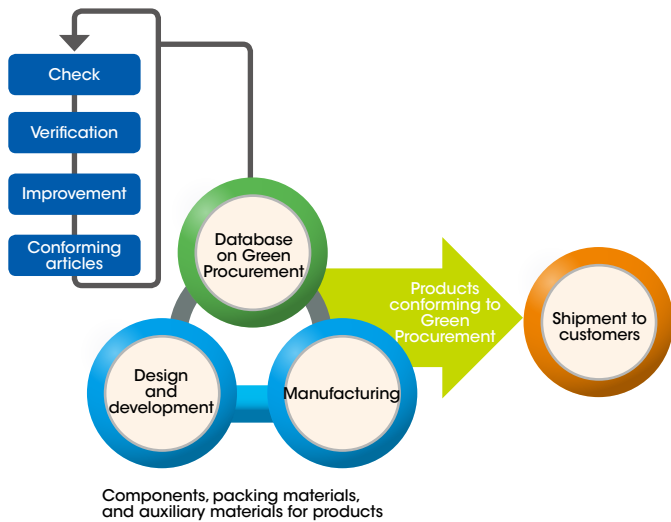 Check
Verification
Improvement
Conforming
articles
Database
on Green
Procurement
Products
conforming to
Green
Procurement
Shipment to
customers
Design
and
development
Manufacturing
Components, packing materials,
and auxiliary materials for products